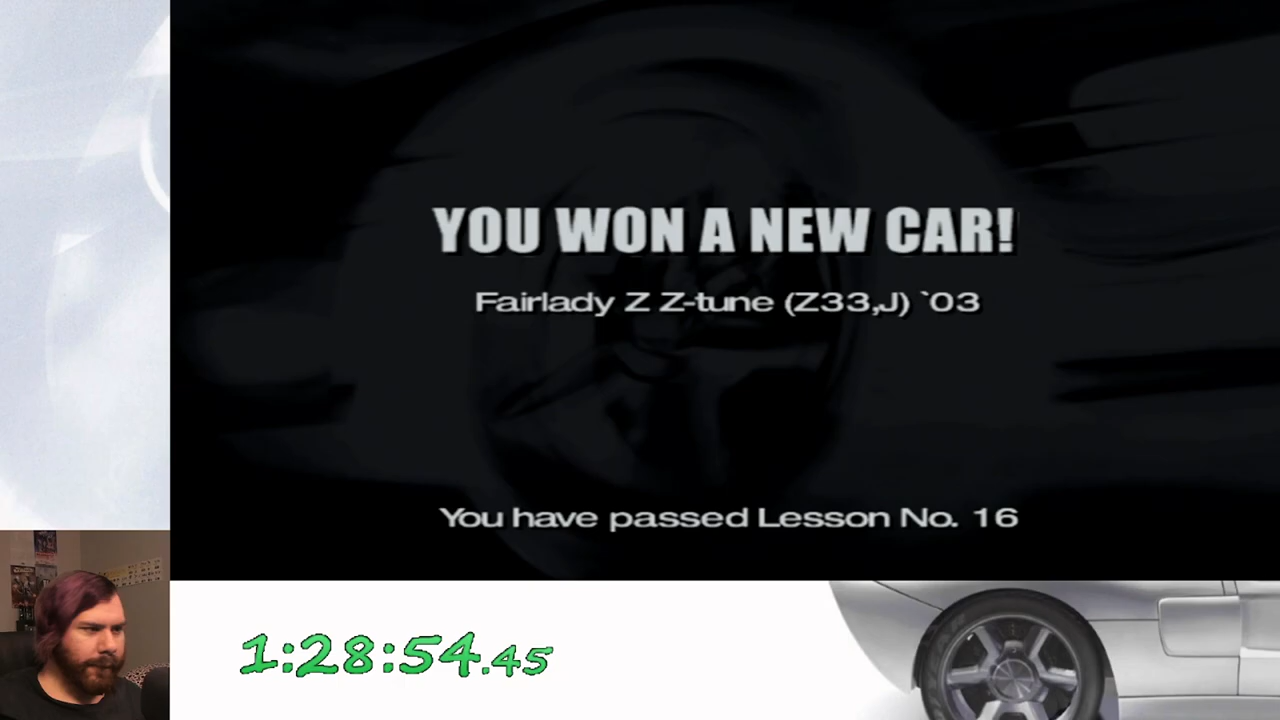 YOU WON A NEW CAR!
Fairlady Z Z-tune (Z33,J) `03
You have passed Lesson No. 16
1:28:54.45